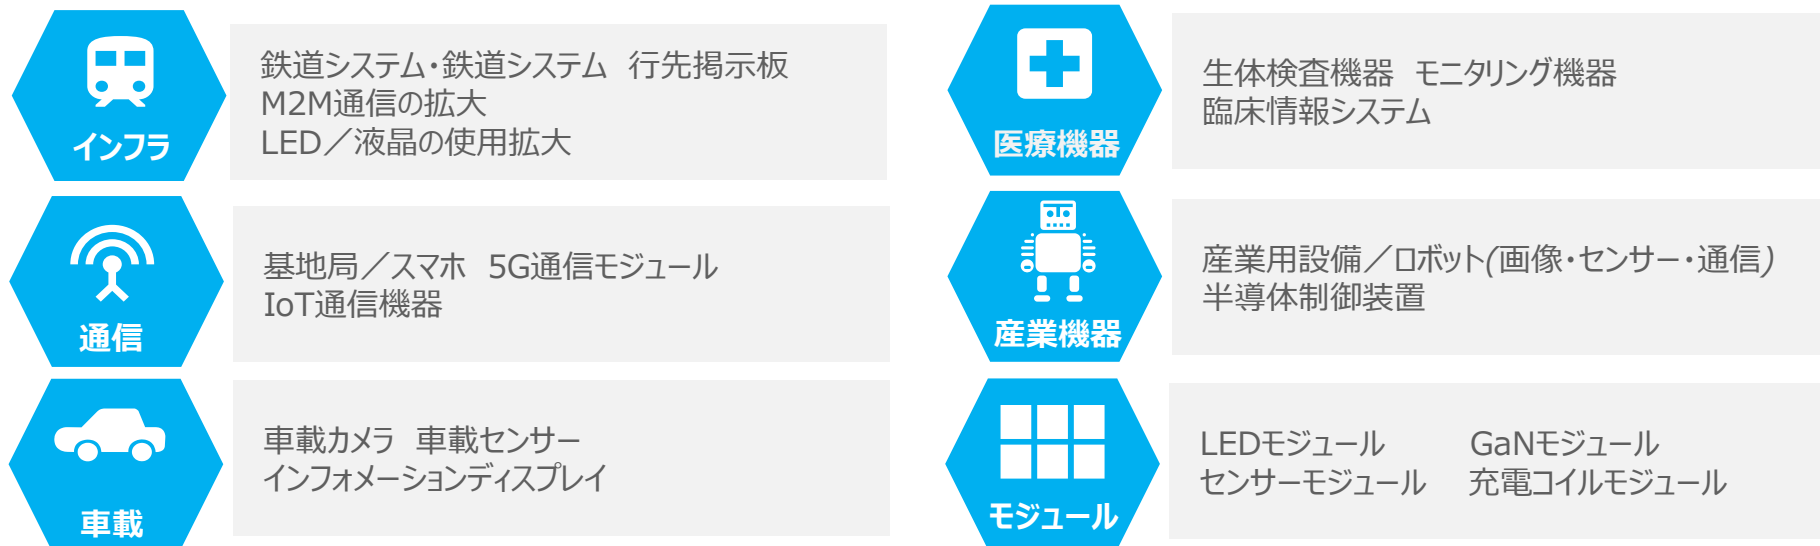 インフラ
鉄道システム・鉄道システム　行先掲示板
M2M通信の拡大
LED／液晶の使用拡大
通信
基地局／スマホ　5G通信モジュール
IoT通信機器
車載
車載カメラ　車載センサー
インフォメーションディスプレイ
医療機器
生体検査機器　モニタリング機器
臨床情報システム
産業機器
産業用設備／ロボット(画像・センサー・通信)
半導体制御装置
モジュール
LEDモジュール　GaNモジュール
センサーモジュール　充電コイルモジュール